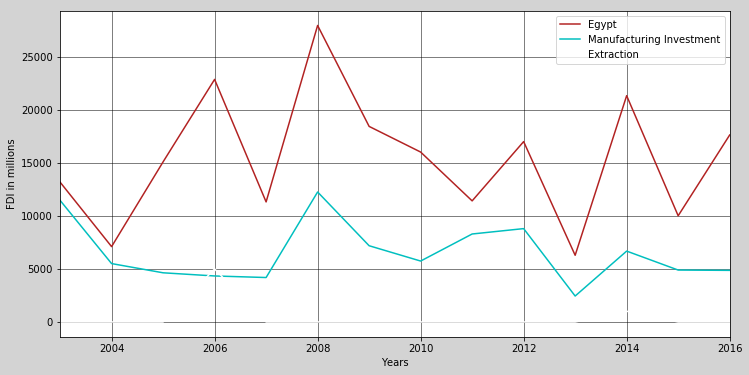 Egypt
Manufacturing Investment
Extraction
25000
20000
15000
10000
5000
0
FDI in millions
2004 2006 2008 2010 2012 2014 2016
Years